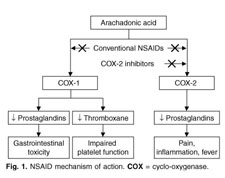 Arachadonic acid
Conventional NSAIDs
COX-2 inhibitors
COX-1
COX-2
↓ Prostaglandins
↓ Thromboxane
↓ Prostaglandins
Gastrointestinal
toxicity
Impaired
platelet function
Pain,
inflammation, fever
Fig. 1. NSAID mechanism of action. COX = cyclo-oxygenase.